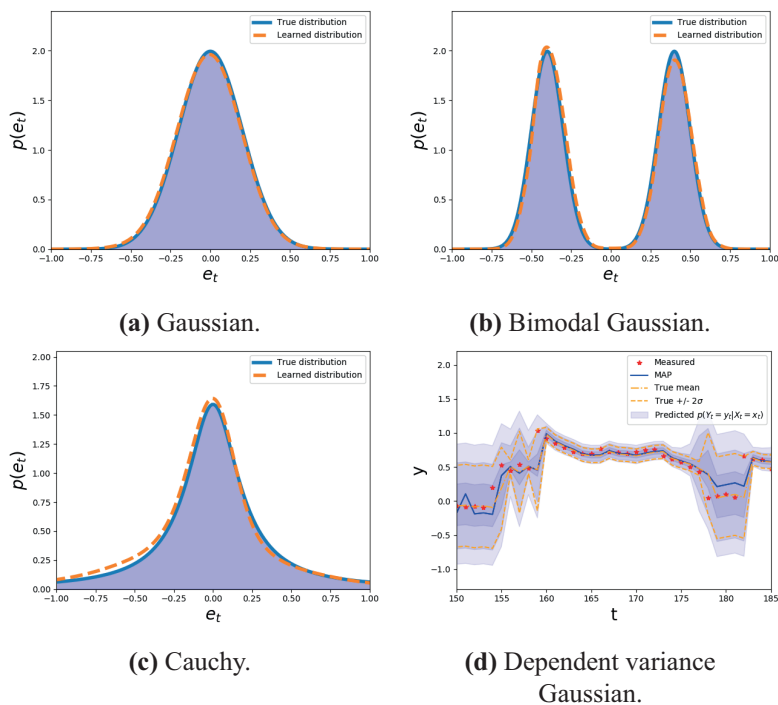 True distribution
Learned distribution
2.0
1.5
1.0
0.5
0.0
p(e_t)
−1.00 −0.75 −0.50 −0.25 0.00 0.25 0.50 0.75 1.00
e_t
(a) Gaussian.
True distribution
Learned distribution
2.0
1.5
1.0
0.5
0.0
p(e_t)
−1.00 −0.75 −0.50 −0.25 0.00 0.25 0.50 0.75 1.00
e_t
(b) Bimodal Gaussian.
True distribution
Learned distribution
2.00
1.75
1.50
1.25
1.00
0.75
0.50
0.25
0.00
p(e_t)
−1.00 −0.75 −0.50 −0.25 0.00 0.25 0.50 0.75 1.00
e_t
(c) Cauchy.
Measured
MAP
True mean
True +/- 2σ
Predicted p(Y_t = y_t|X_t = x_t)
2.0
1.5
1.0
0.5
0.0
−0.5
−1.0
y
150 155 160 165 170 175 180 185
t
(d) Dependent variance
Gaussian.